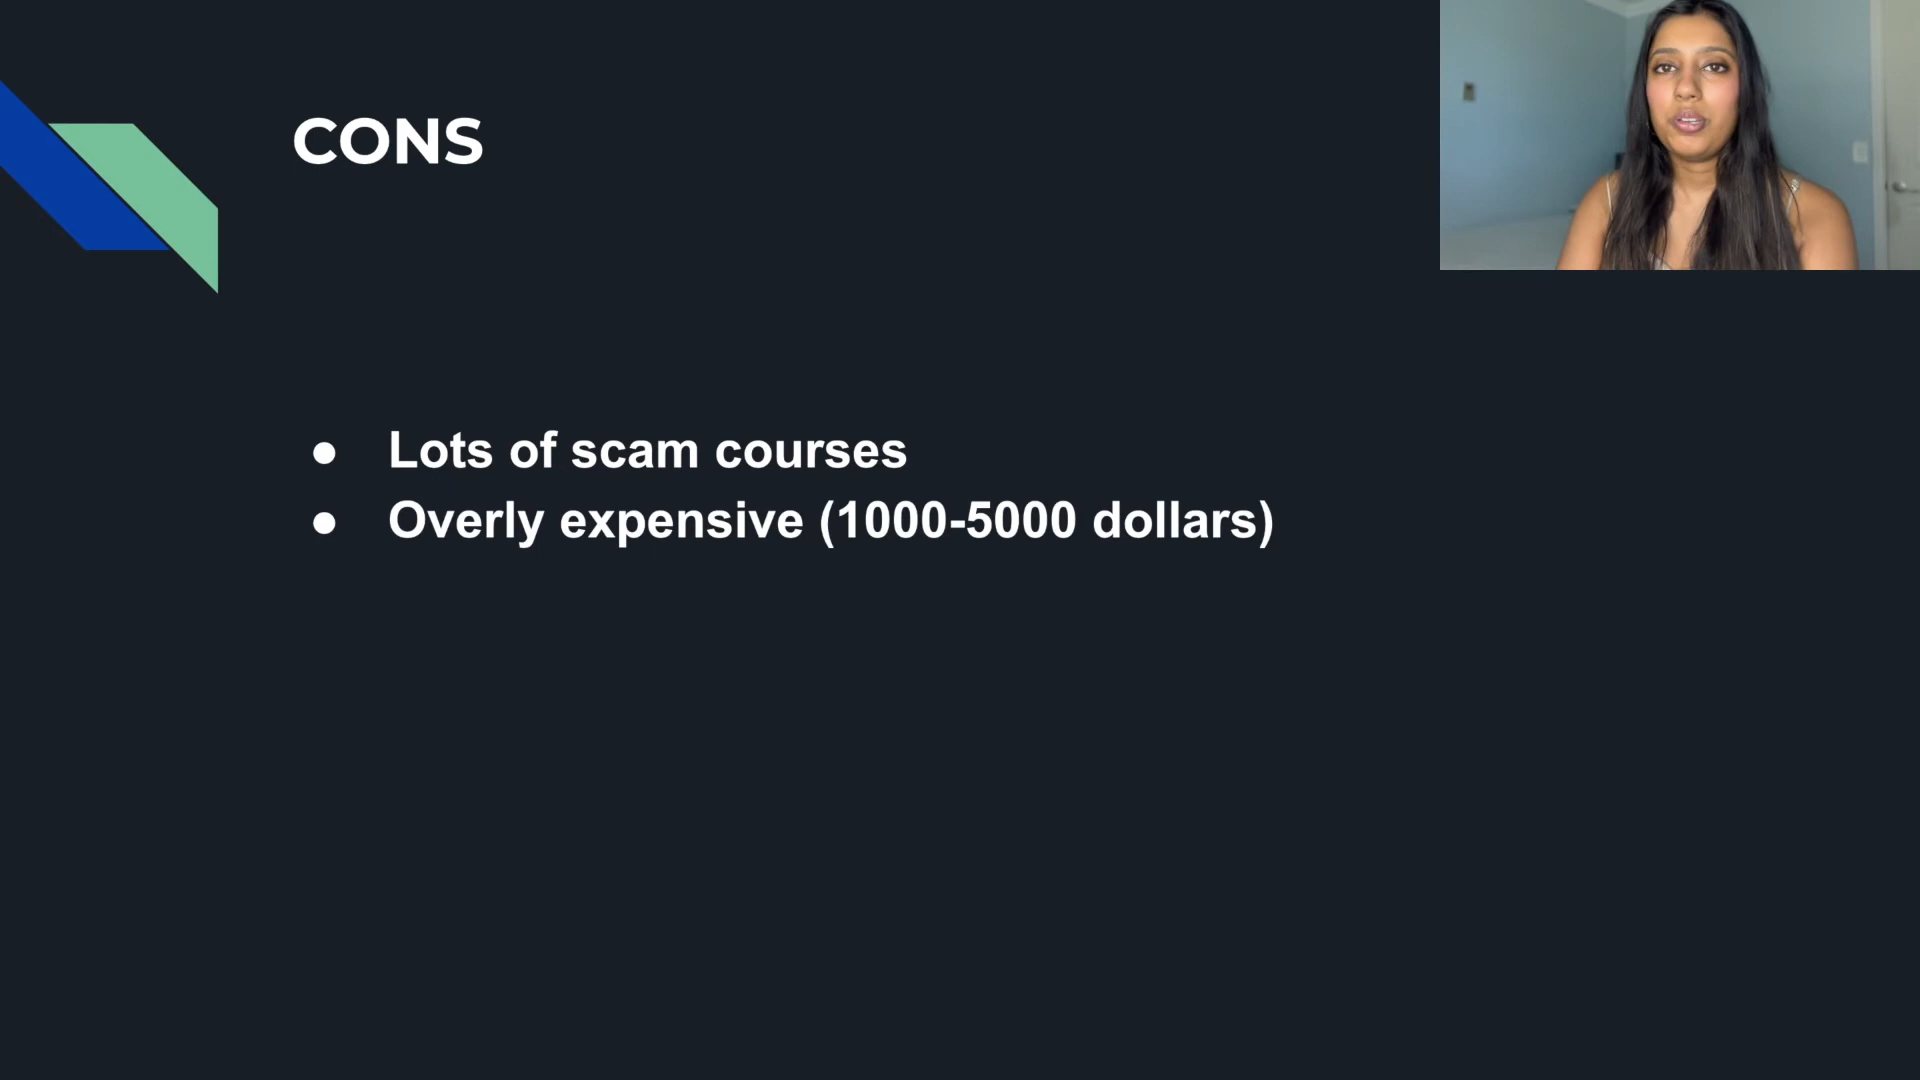 CONS
● Lots of scam courses
● Overly expensive (1000-5000 dollars)